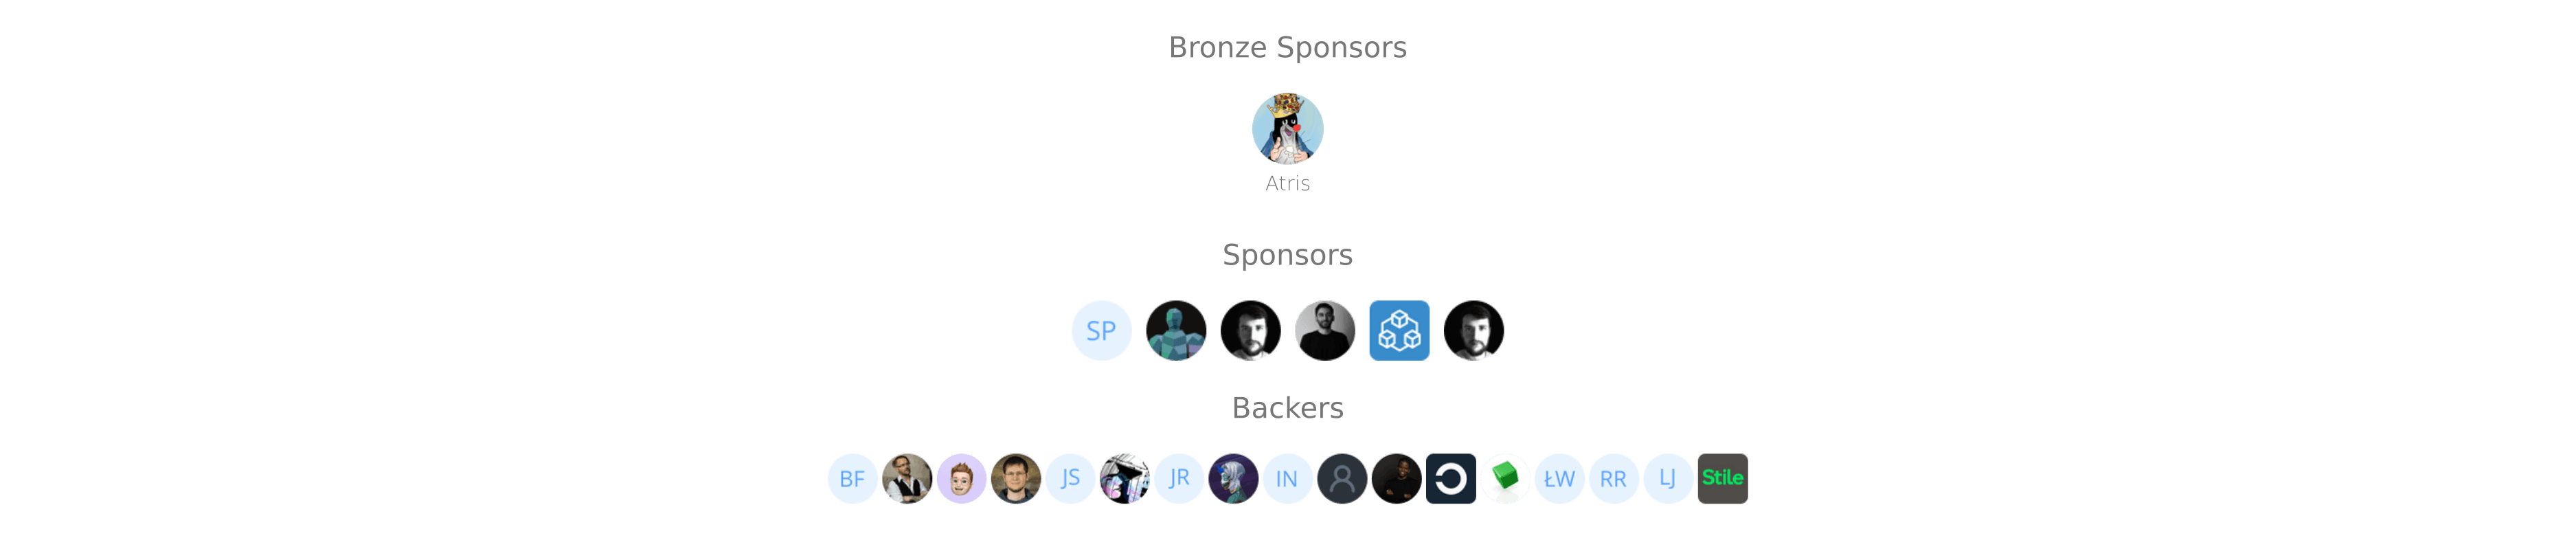 Bronze Sponsors
Atris
Sponsors
SP
Backers
BF JS JR IN ŁW RR LJ Stile